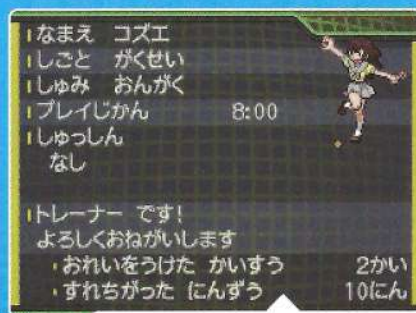 なまえ　コズエ
しごと　がくせい
しゅみ　おんがく
プレイじかん　8:00
しゅっしん
なし
トレーナー です!
よろしくおねがいします
・おれいをうけた かいすう　2かい
・すれちがった にんずう　10にん